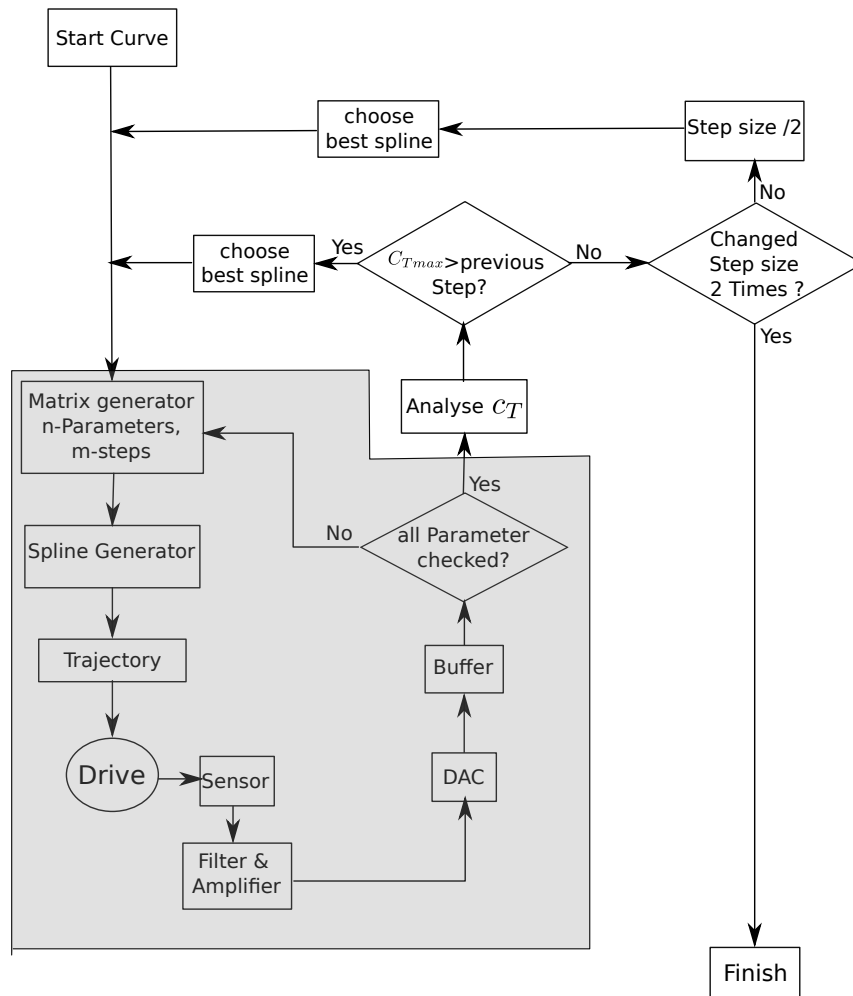 Start Curve
choose
best spline
Step size /2
No
choose
best spline
Yes
C_{Tmax}>previous
Step?
No
Changed
Step size
2 Times ?
Yes
Analyse c_T
Matrix generator
n-Parameters,
m-steps
Yes
No
all Parameter
checked?
Spline Generator
Trajectory
Buffer
Drive
Sensor
DAC
Filter &
Amplifier
Finish